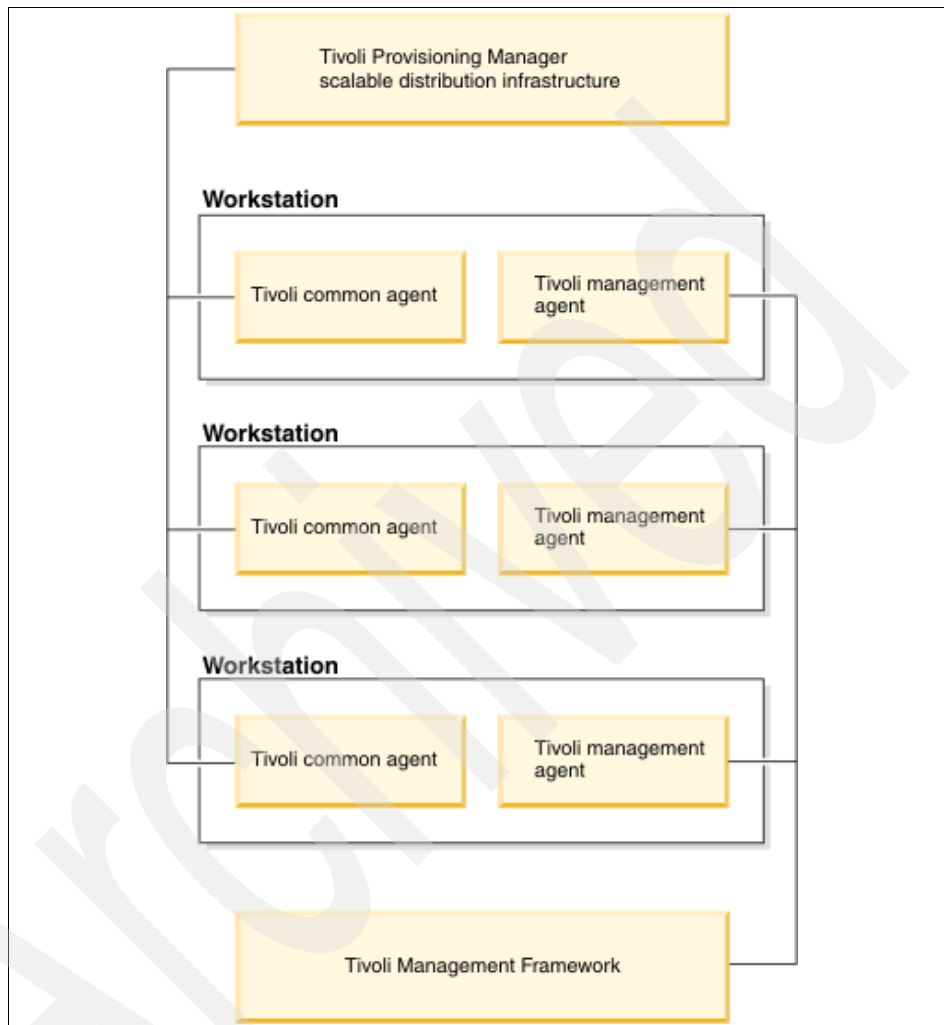 Tivoli Provisioning Manager
scalable distribution infrastructure
Workstation
Tivoli common agent
Tivoli management
agent
Workstation
Tivoli common agent
Tivoli management
agent
Workstation
Tivoli common agent
Tivoli management
agent
Tivoli Management Framework
Archived